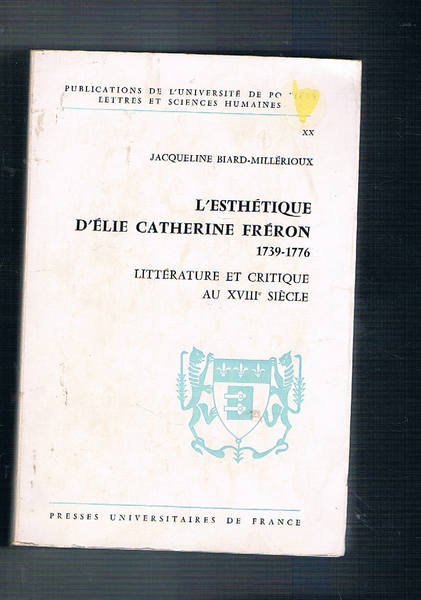 PUBLICATIONS DE L'UNIVERSITÉ DE
LETTRES ET SCIENCES HUMAINES
XX
JACQUELINE BIARD-MILLÉRIOUX
L'ESTHÉTIQUE
D'ÉLIE CATHERINE FRÉRON
1739-1776
LITTÉRATURE ET CRITIQUE
AU XVIIIe SIÈCLE
PRESSES UNIVERSITAIRES DE FRANCE